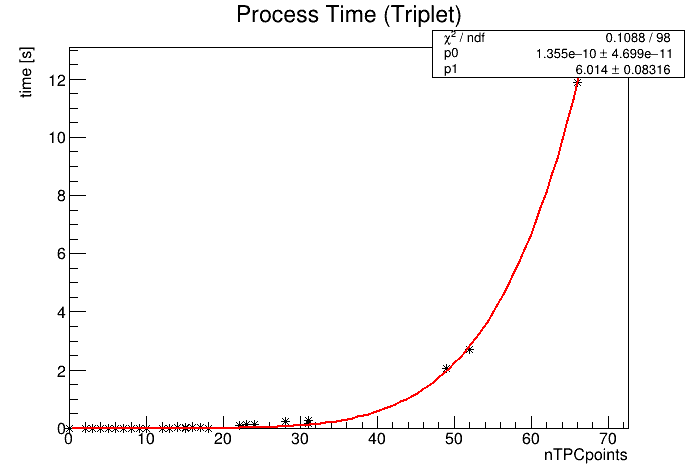 Process Time (Triplet)
χ² / ndf 0.1088 / 98
p0 1.355e−10 ± 4.699e−11
p1 6.014 ± 0.08316
time [s]
12
10
8
6
4
2
0
0 10 20 30 40 50 60 70
nTPCpoints